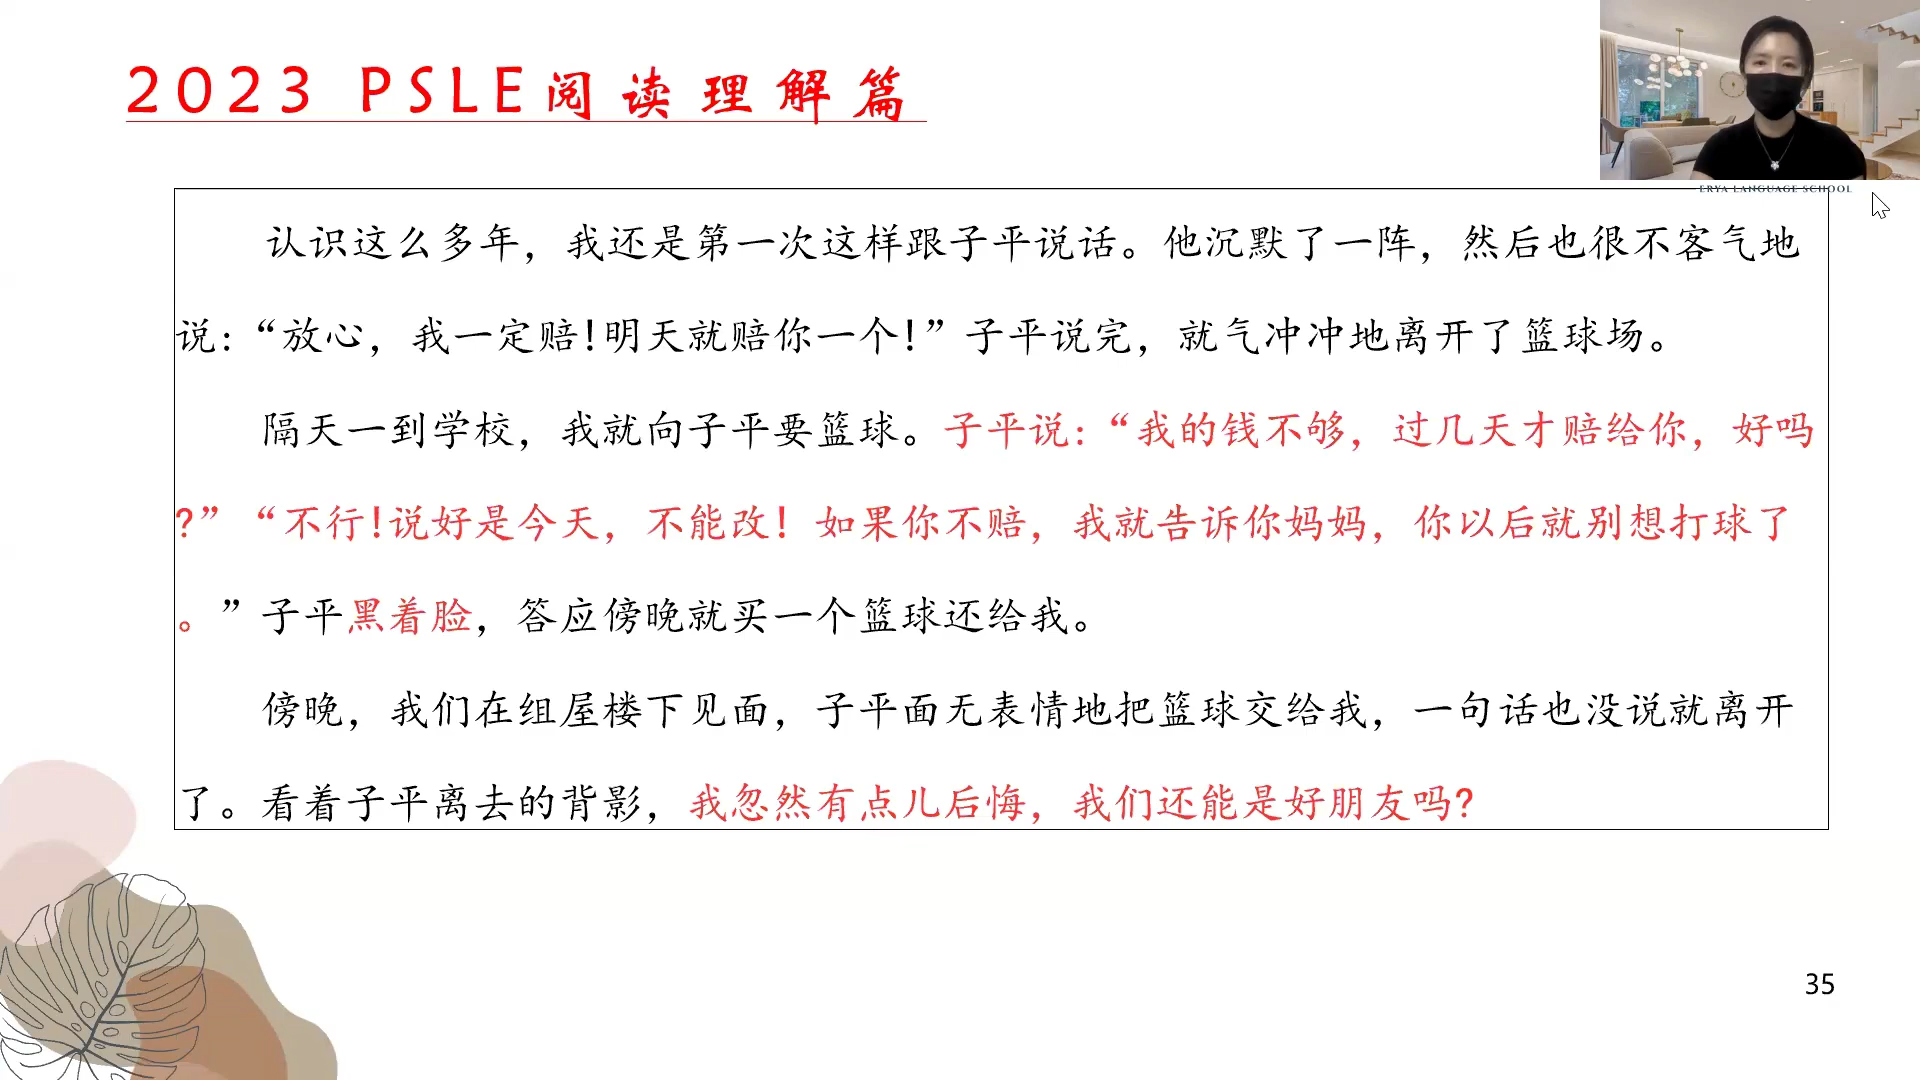 2023 PSLE阅读理解篇
ERYA LANGUAGE SCHOOL
认识这么多年，我还是第一次这样跟子平说话。他沉默了一阵，然后也很不客气地
说：“放心，我一定赔！明天就赔你一个！”子平说完，就气冲冲地离开了篮球场。
隔天一到学校，我就向子平要篮球。子平说：“我的钱不够，过几天才赔给你，好吗
？”“不行！说好是今天，不能改！如果你不赔，我就告诉你妈妈，你以后就别想打球了
。”子平黑着脸，答应傍晚就买一个篮球还给我。
傍晚，我们在组屋楼下见面，子平面无表情地把篮球交给我，一句话也没说就离开
了。看着子平离去的背影，我忽然有点儿后悔，我们还能是好朋友吗？
35